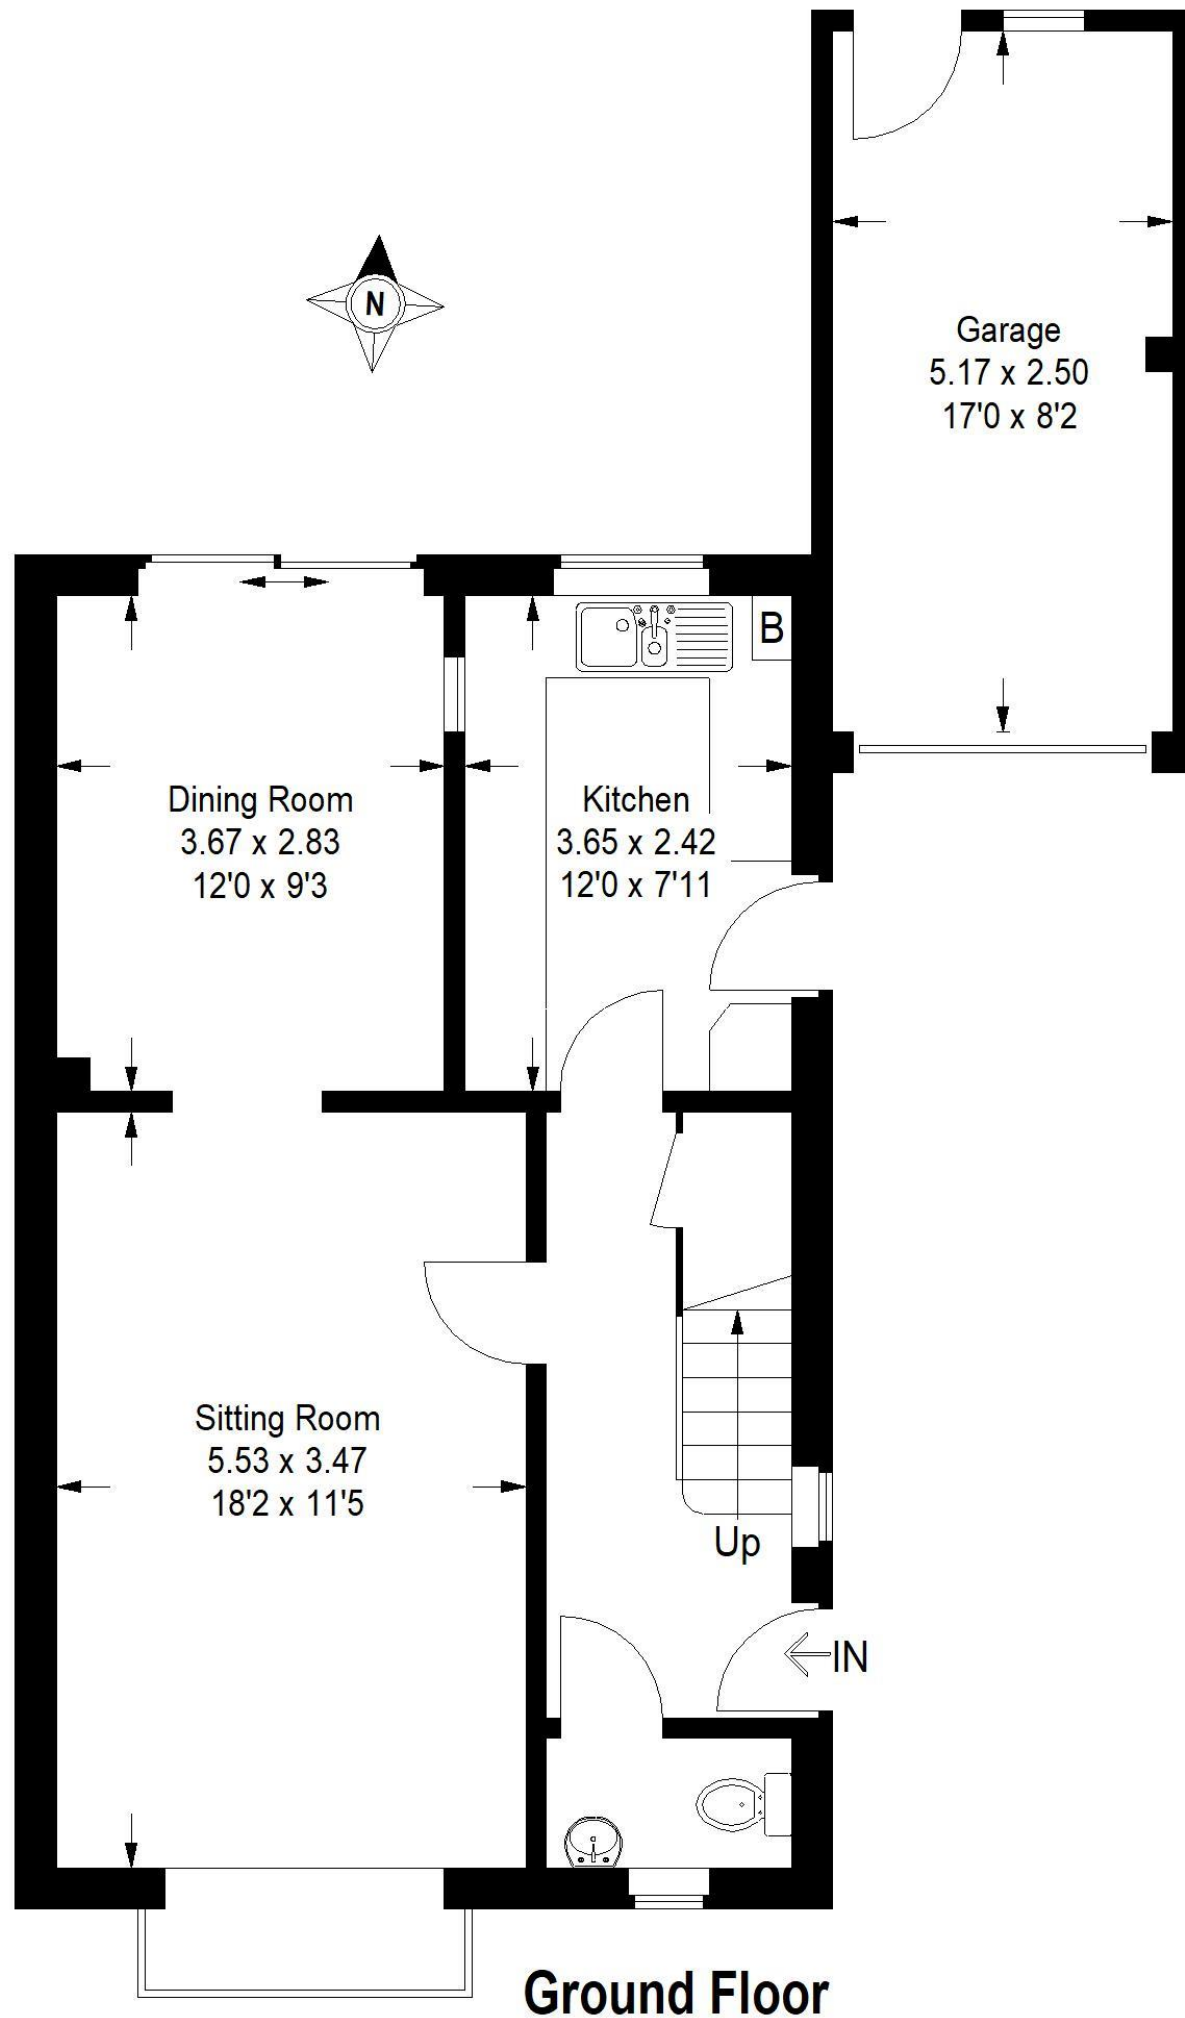 N
Garage
5.17 x 2.50
17'0 x 8'2
B
Dining Room
3.67 x 2.83
12'0 x 9'3
Kitchen
3.65 x 2.42
12'0 x 7'11
Sitting Room
5.53 x 3.47
18'2 x 11'5
Up
IN
Ground Floor